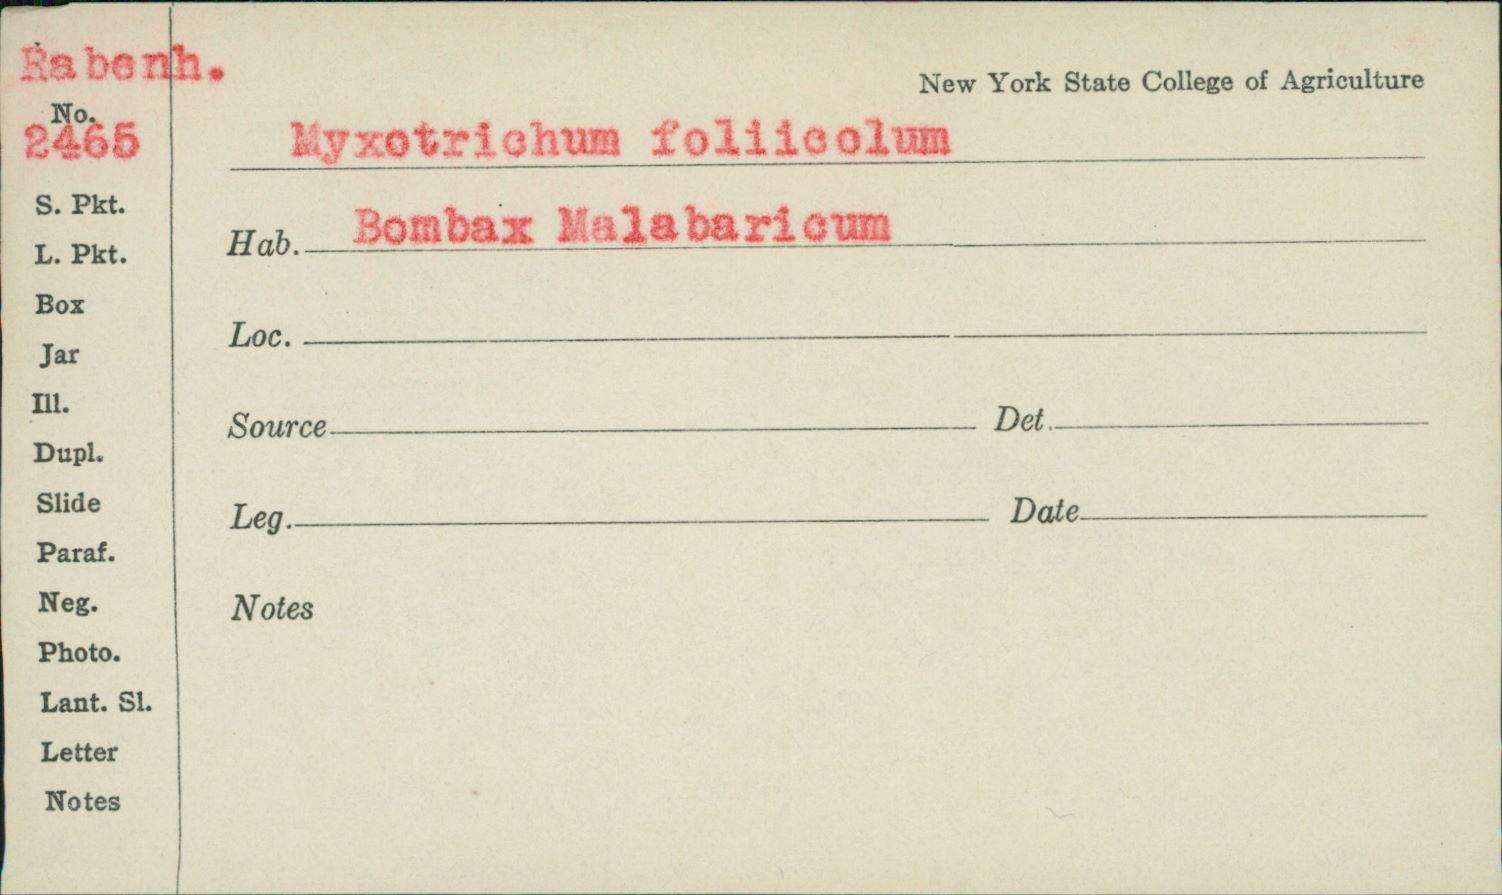 Rabenh.
New York State College of Agriculture
No.
2465
Myxotrichum foliicolum
S. Pkt.
Hab. Bombax Malabaricum
L. Pkt.
Box
Loc.
Jar
Ill.
Source Det.
Dupl.
Slide
Leg. Date
Paraf.
Neg.
Notes
Photo.
Lant. Sl.
Letter
Notes